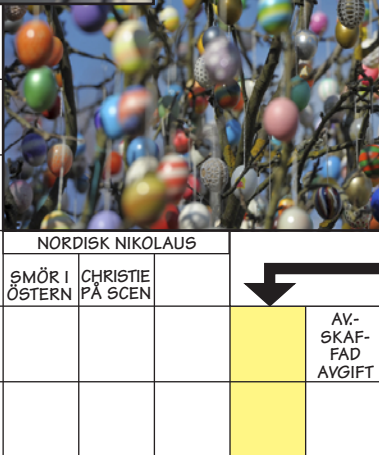 NORDISK NIKOLAUS
SMÖR I
ÖSTERN
CHRISTIE
PÅ SCEN
AV.-
SKAF-
FAD
AVGIFT